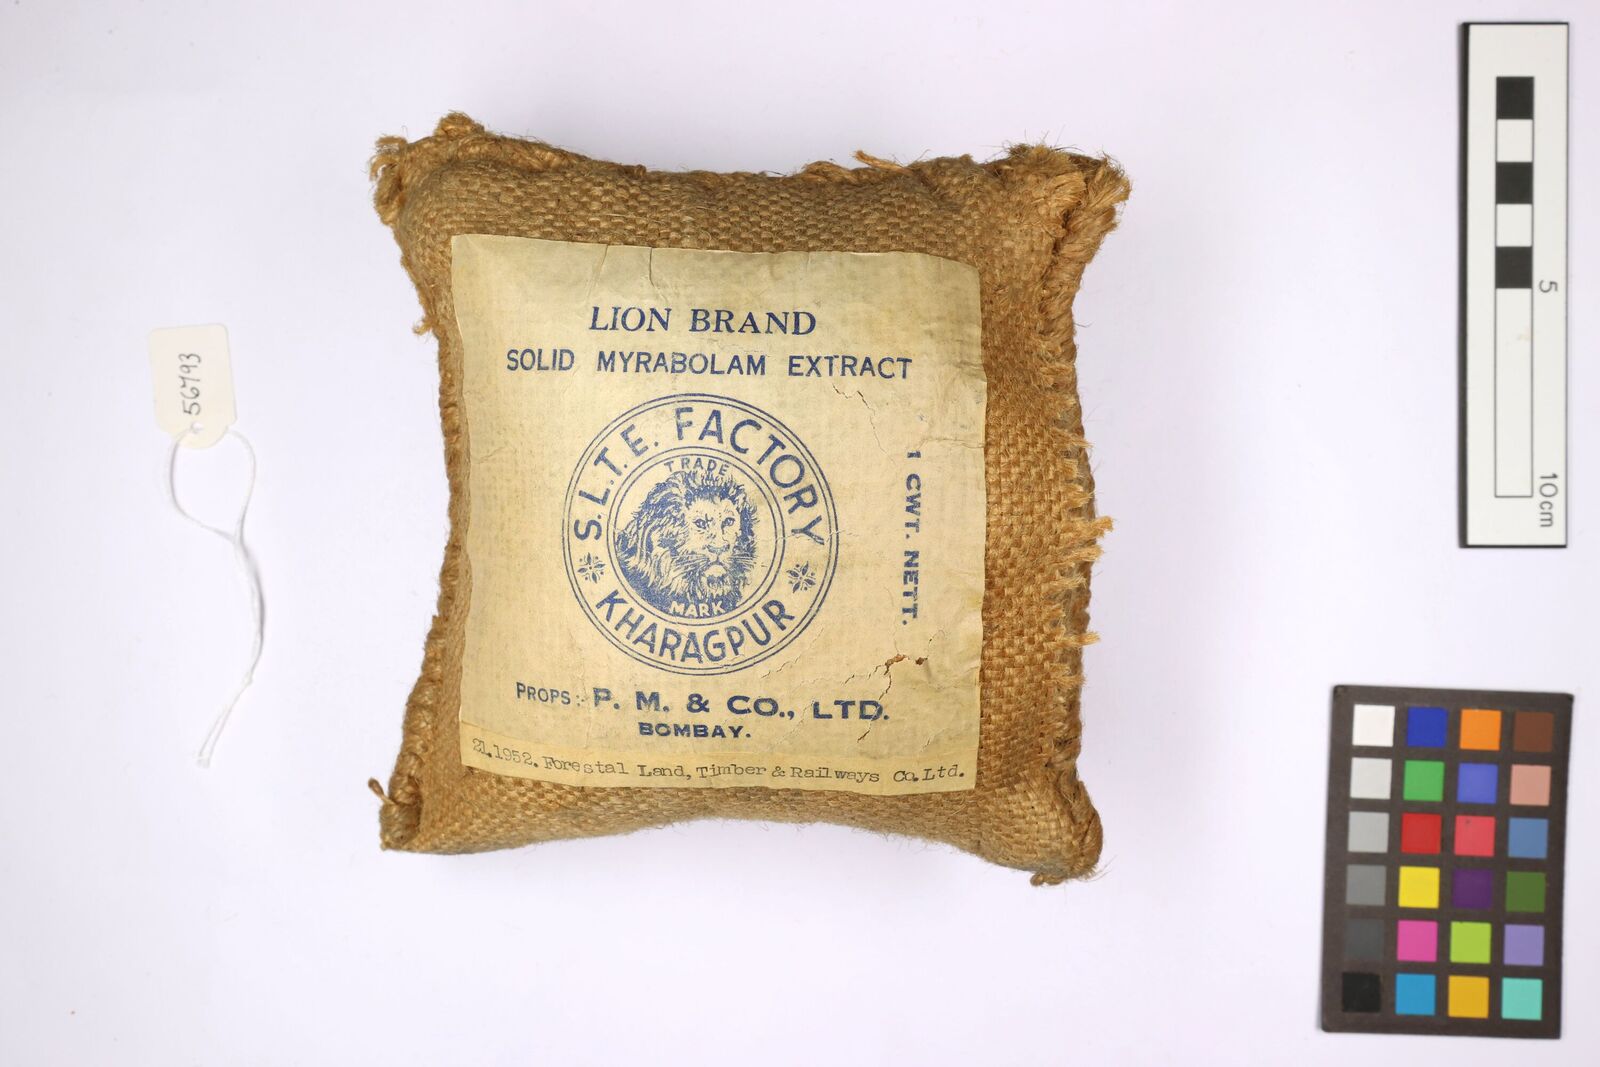 LION BRAND
SOLID MYRABOLAM EXTRACT
S.L.T.E. FACTORY
TRADE
MARK
KHARAGPUR
1 CWT. NETT.
PROPS:- P. M. & CO., LTD.
BOMBAY.
21.1952. Forestal Land, Timber & Railways Co. Ltd.
56793
5
10cm